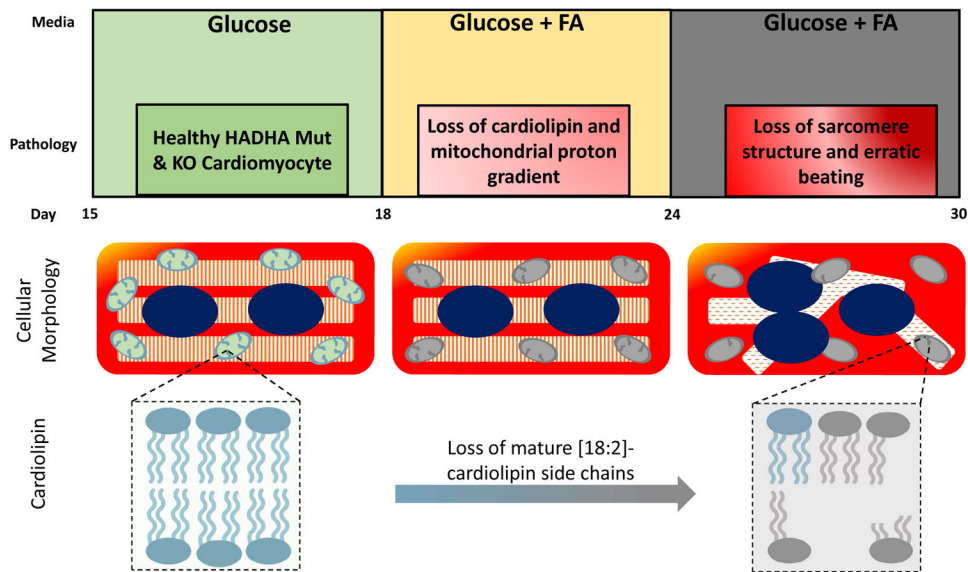 Media
Glucose
Glucose + FA
Glucose + FA
Pathology
Healthy HADHA Mut
& KO Cardiomyocyte
Loss of cardiolipin and
mitochondrial proton
gradient
Loss of sarcomere
structure and erratic
beating
Day
15
18
24
30
Cellular
Morphology
Cardiolipin
Loss of mature [18:2]-
cardiolipin side chains